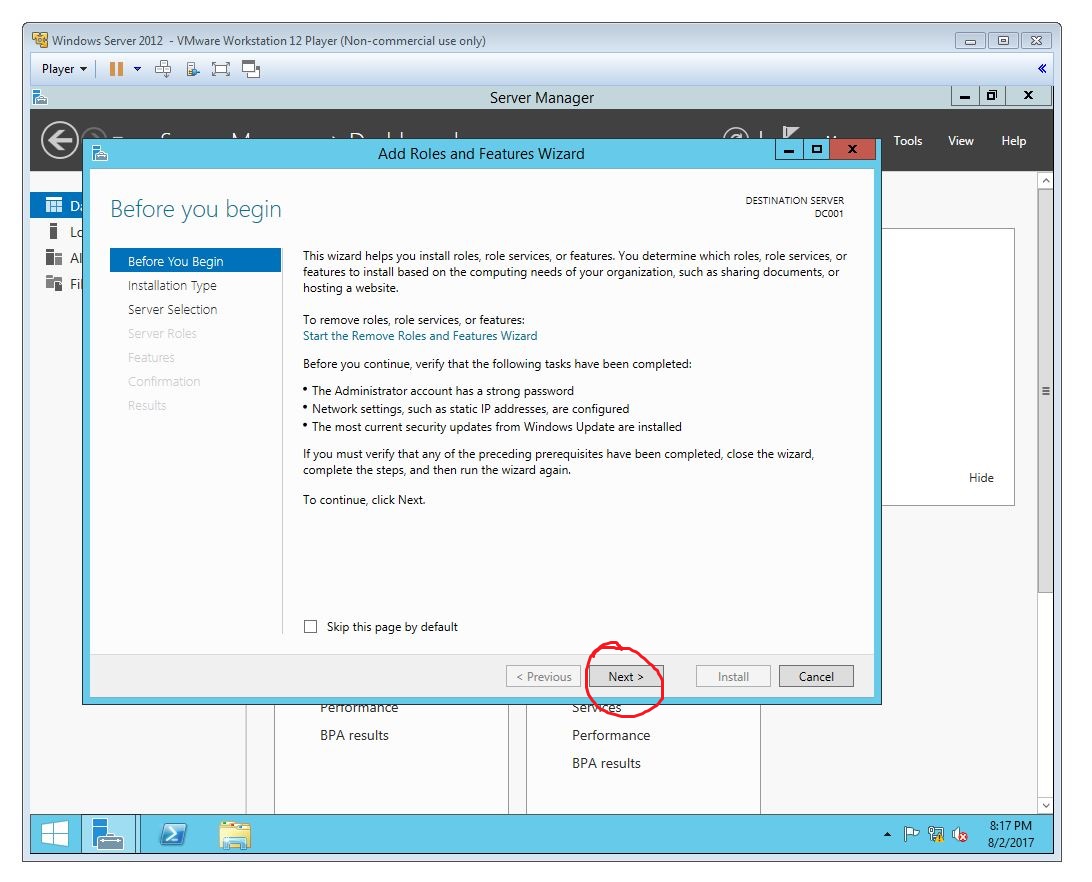 Windows Server 2012 - VMware Workstation 12 Player (Non-commercial use only)
Player
Server Manager
Tools View Help
Add Roles and Features Wizard
Before you begin
DESTINATION SERVER
DC001
Before You Begin
Installation Type
Server Selection
Server Roles
Features
Confirmation
Results
This wizard helps you install roles, role services, or features. You determine which roles, role services, or
features to install based on the computing needs of your organization, such as sharing documents, or
hosting a website.
To remove roles, role services, or features:
Start the Remove Roles and Features Wizard
Before you continue, verify that the following tasks have been completed:
• The Administrator account has a strong password
• Network settings, such as static IP addresses, are configured
• The most current security updates from Windows Update are installed
If you must verify that any of the preceding prerequisites have been completed, close the wizard,
complete the steps, and then run the wizard again.
To continue, click Next.
Hide
Skip this page by default
< Previous Next > Install Cancel
Performance
BPA results
Services
Performance
BPA results
8:17 PM
8/2/2017